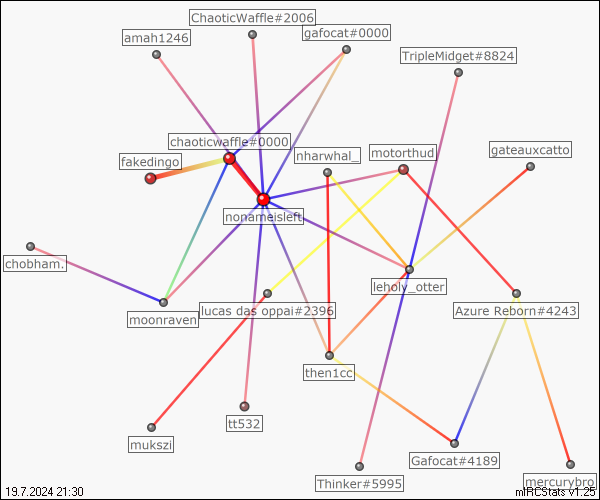 ChaoticWaffle#2006
amah1246
gafocat#0000
TripleMidget#8824
chaoticwaffle#0000
fakedingo
nharwhal_
motorthud
gateauxcatto
nonameisleft
chobham.
leholy_otter
moonraven
lucas das oppai#2396
Azure Reborn#4243
then1cc
tt532
mukszi
Gafocat#4189
Thinker#5995
mercurybro
19.7.2024 21:30
mIRCStats v1.25